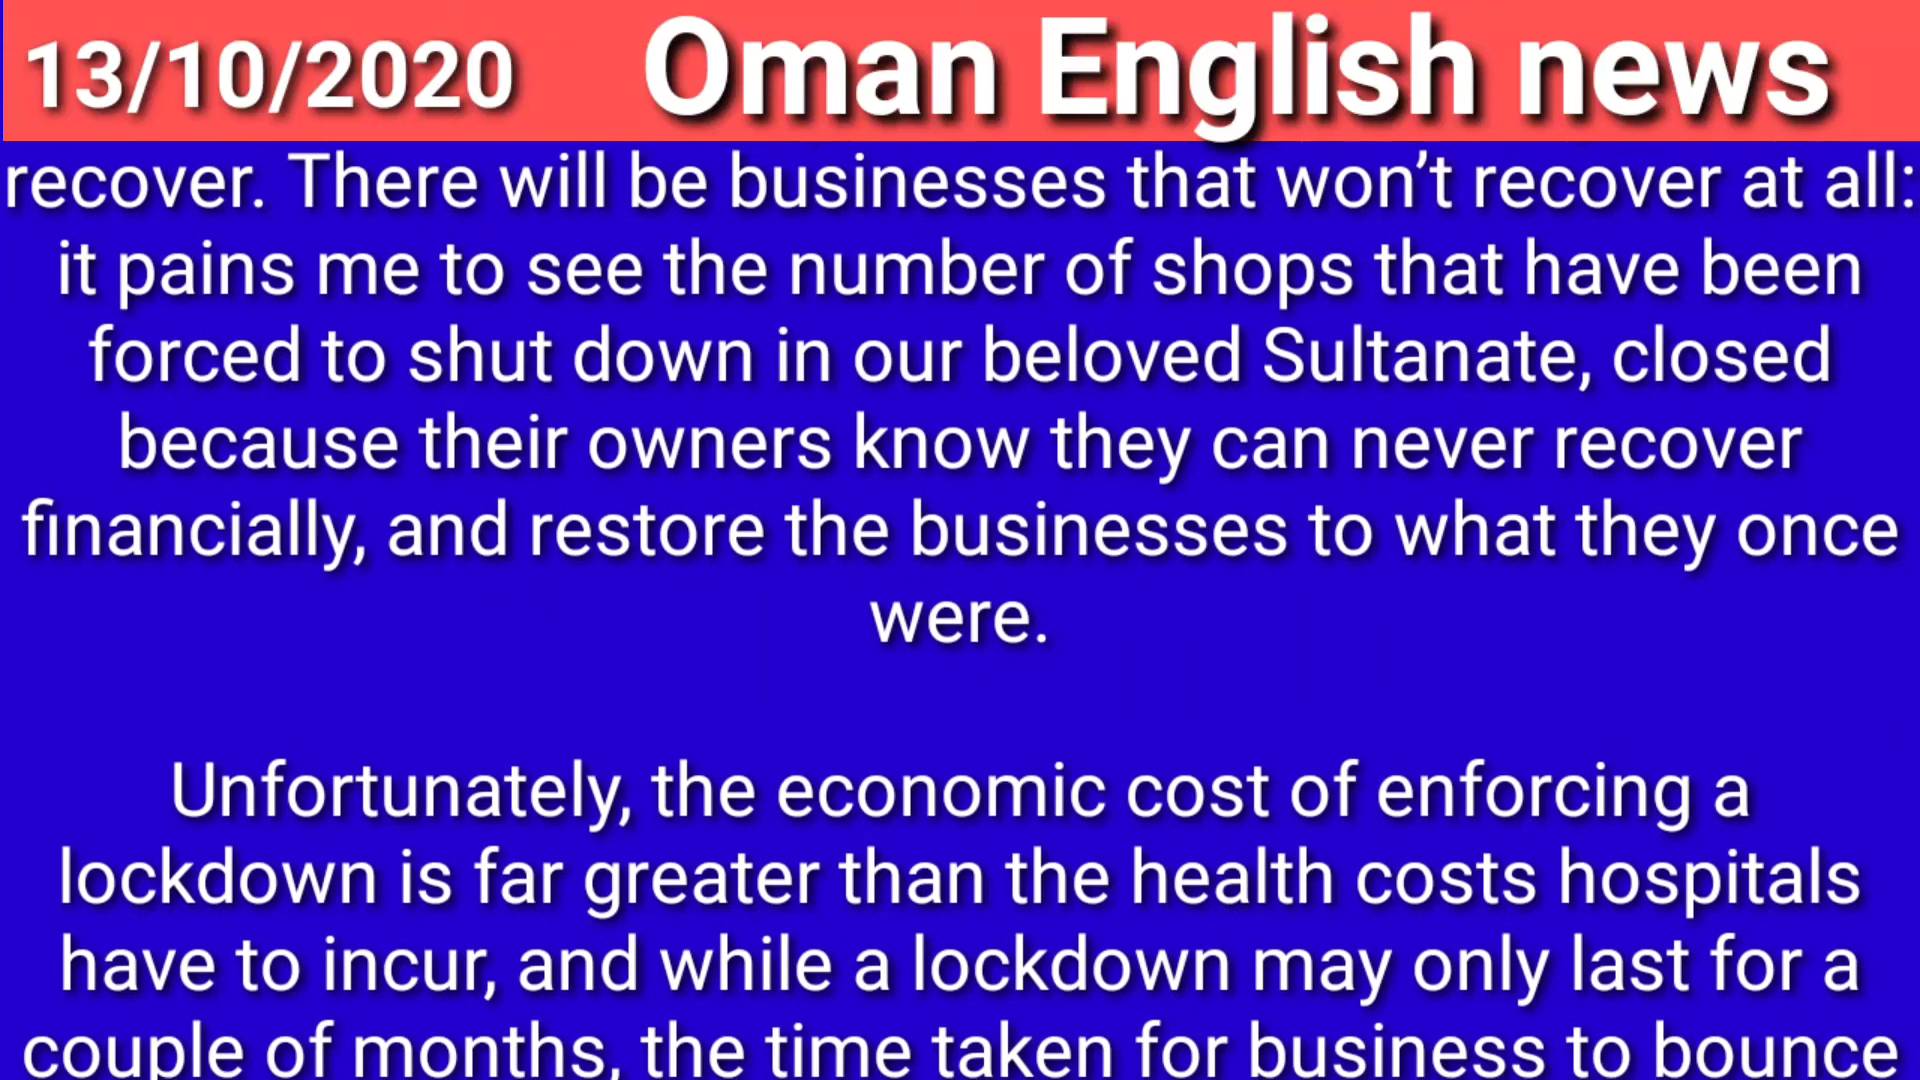 13/10/2020 Oman English news
recover. There will be businesses that won’t recover at all:
it pains me to see the number of shops that have been
forced to shut down in our beloved Sultanate, closed
because their owners know they can never recover
financially, and restore the businesses to what they once
were.
Unfortunately, the economic cost of enforcing a
lockdown is far greater than the health costs hospitals
have to incur, and while a lockdown may only last for a
couple of months, the time taken for business to bounce